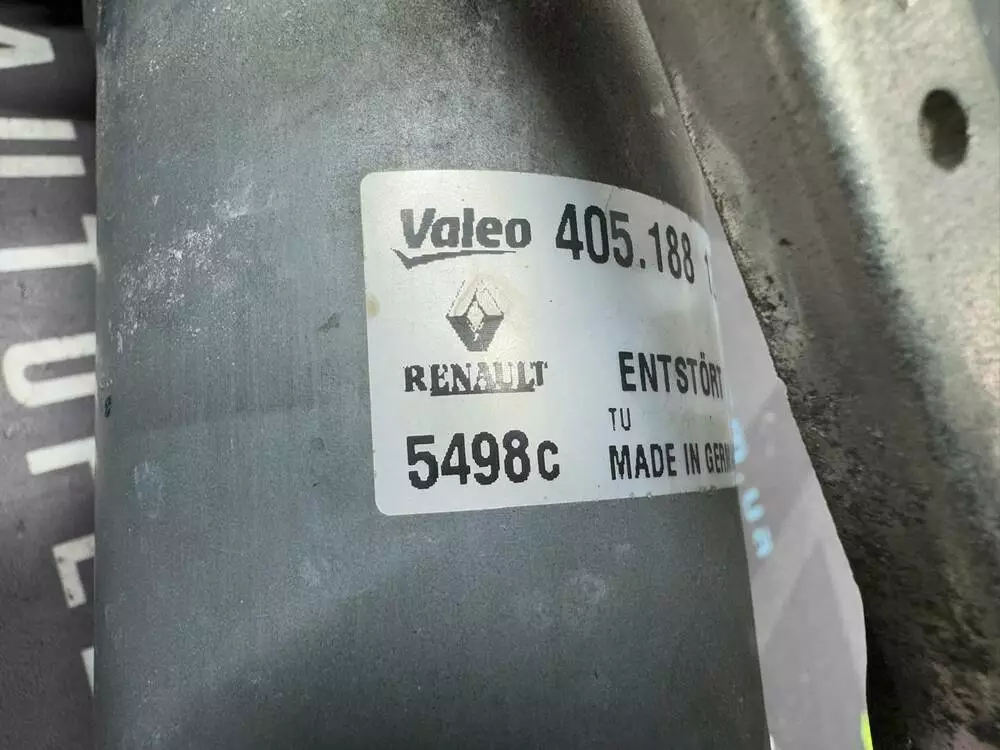 Valeo 405.188
RENAULT
ENTSTÖRT
TU
5498c
MADE IN